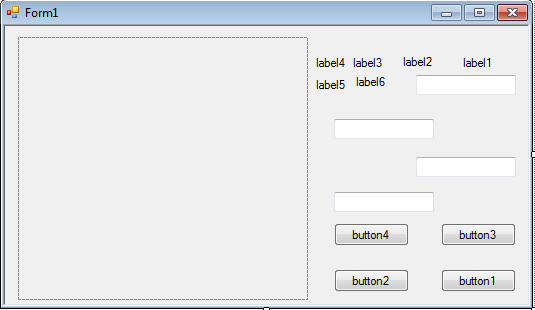 Form1
label4 label3 label2 label1
label5 label6
button4 button3
button2 button1